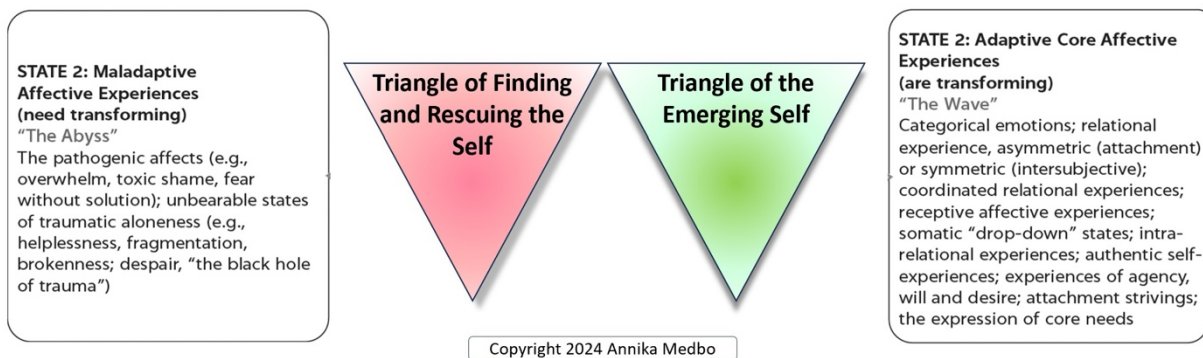 STATE 2: Maladaptive
Affective Experiences
(need transforming)
“The Abyss”
The pathogenic affects (e.g.,
overwhelm, toxic shame, fear
without solution); unbearable states
of traumatic aloneness (e.g.,
helplessness, fragmentation,
brokenness; despair, “the black hole
of trauma”)
Triangle of Finding
and Rescuing the
Self
Triangle of the
Emerging Self
STATE 2: Adaptive Core Affective
Experiences
(are transforming)
“The Wave”
Categorical emotions; relational
experience, asymmetric (attachment)
or symmetric (intersubjective);
coordinated relational experiences;
receptive affective experiences;
somatic “drop-down” states; intra-
relational experiences; authentic self-
experiences; experiences of agency,
will and desire; attachment strivings;
the expression of core needs
Copyright 2024 Annika Medbo